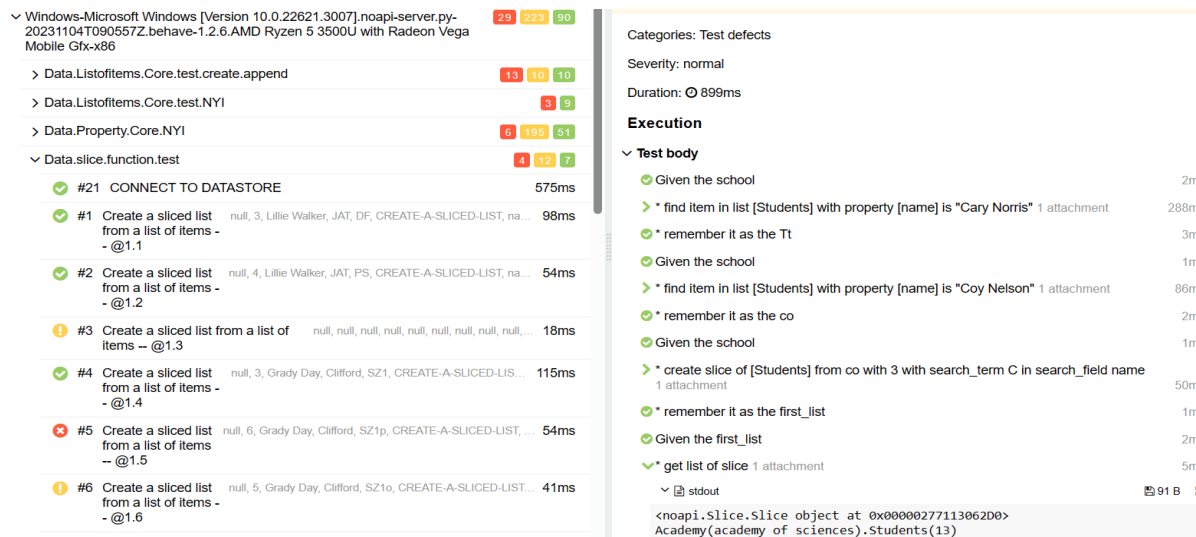 Windows-Microsoft Windows [Version 10.0.22621.3007].noapi-server.py-
20231104T090557Z.behave-1.2.6.AMD Ryzen 5 3500U with Radeon Vega
Mobile Gfx-x86
29 223 90
Data.Listofitems.Core.test.create.append 13 10 10
Data.Listofitems.Core.test.NYI 3 9
Data.Property.Core.NYI 6 195 51
Data.slice.function.test 4 12 7
#21 CONNECT TO DATASTORE 575ms
#1 Create a sliced list null, 3, Lillie Walker, JAT, DF, CREATE-A-SLICED-LIST, na... 98ms
from a list of items -
- @1.1
#2 Create a sliced list null, 4, Lillie Walker, JAT, PS, CREATE-A-SLICED-LIST, na... 54ms
from a list of items -
- @1.2
#3 Create a sliced list from a list of null, null, null, null, null, null, null, null, null,... 18ms
items -- @1.3
#4 Create a sliced list null, 3, Grady Day, Clifford, SZ1, CREATE-A-SLICED-LIS... 115ms
from a list of items -
- @1.4
#5 Create a sliced list null, 6, Grady Day, Clifford, SZ1p, CREATE-A-SLICED-LIST, ... 54ms
from a list of items
-- @1.5
#6 Create a sliced list null, 5, Grady Day, Clifford, SZ1o, CREATE-A-SLICED-LIST... 41ms
from a list of items -
- @1.6
Categories: Test defects
Severity: normal
Duration: 899ms
Execution
Test body
Given the school 2m
* find item in list [Students] with property [name] is "Cary Norris" 1 attachment 288m
* remember it as the Tt 3m
Given the school 1m
* find item in list [Students] with property [name] is "Coy Nelson" 1 attachment 86m
* remember it as the co 2m
Given the school 1m
* create slice of [Students] from co with 3 with search_term C in search_field name
1 attachment 50m
* remember it as the first_list 1m
Given the first_list 2m
* get list of slice 1 attachment 5m
stdout 91 B
<noapi.Slice.Slice object at 0x00000277113062D0>
Academy(academy of sciences).Students(13)